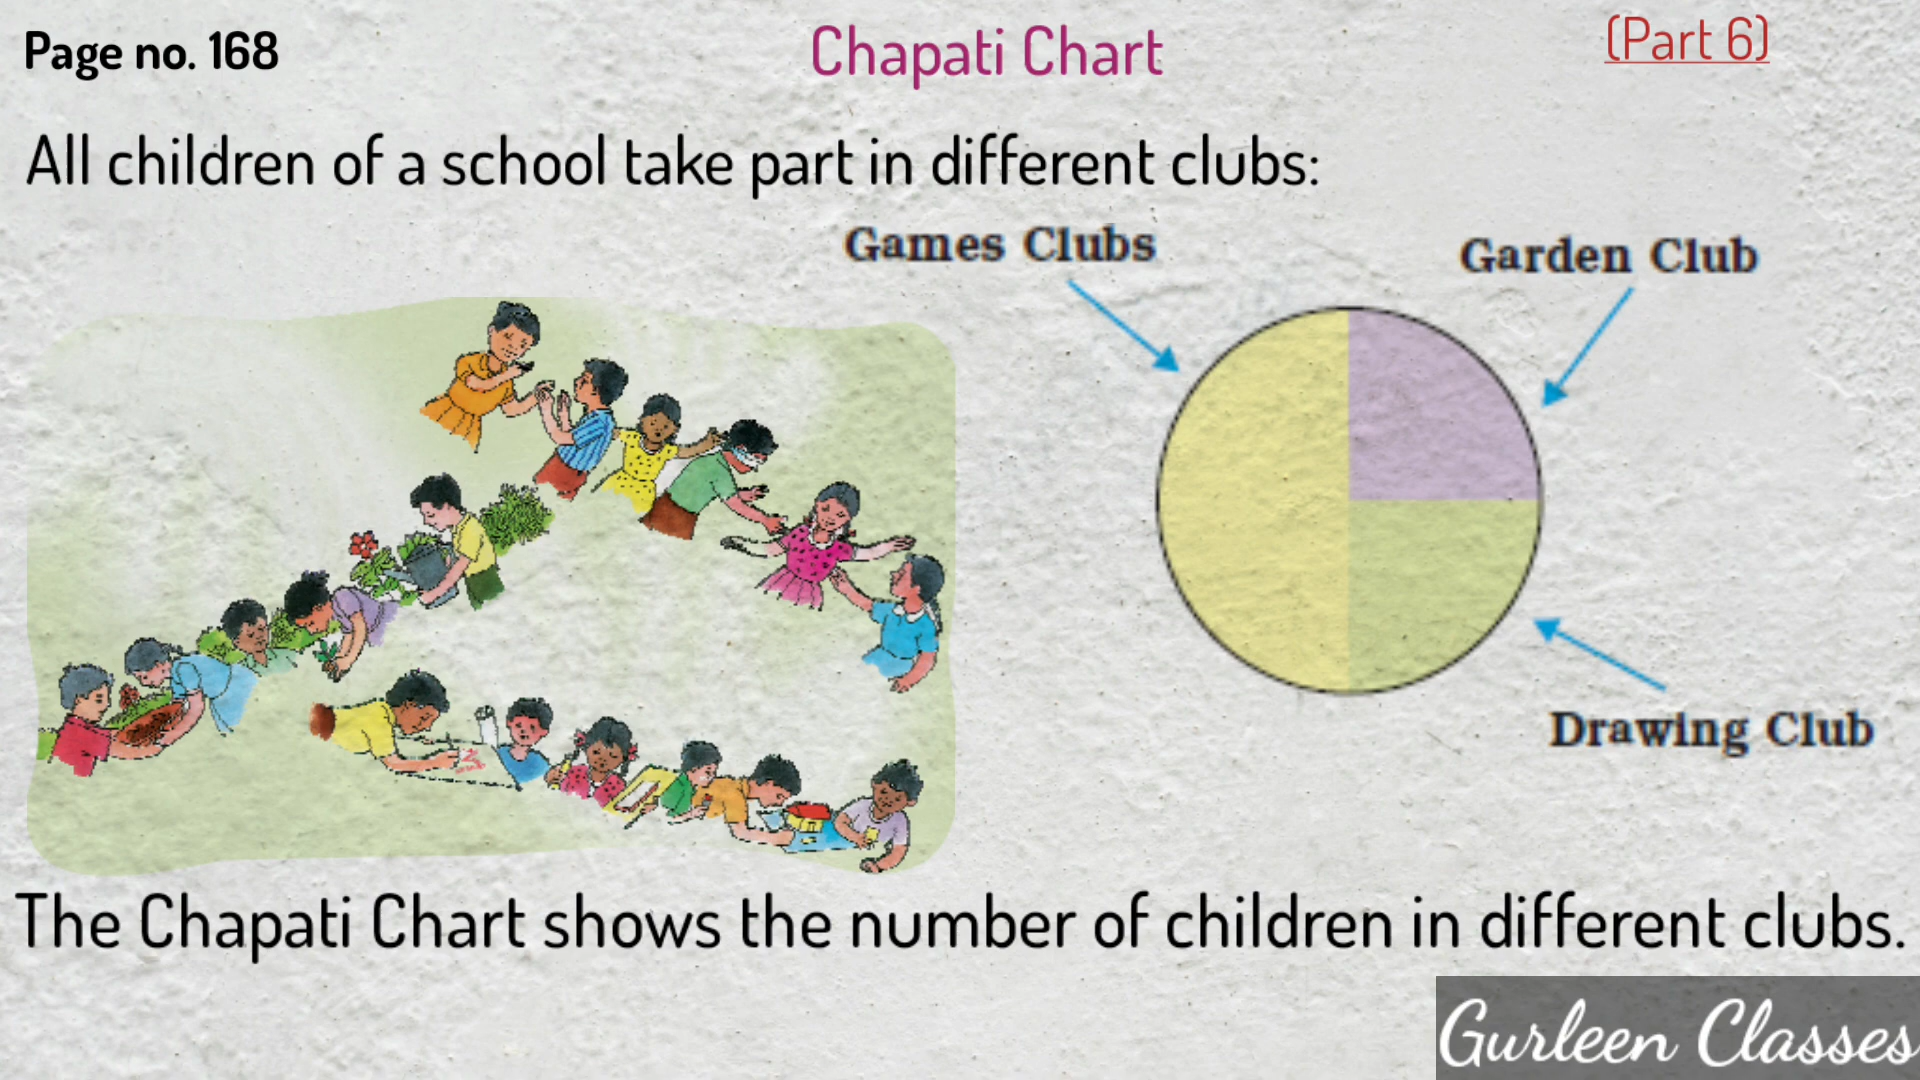 Page no. 168
Chapati Chart
(Part 6)
All children of a school take part in different clubs:
Games Clubs
Garden Club
Drawing Club
The Chapati Chart shows the number of children in different clubs.
Gurleen Classes